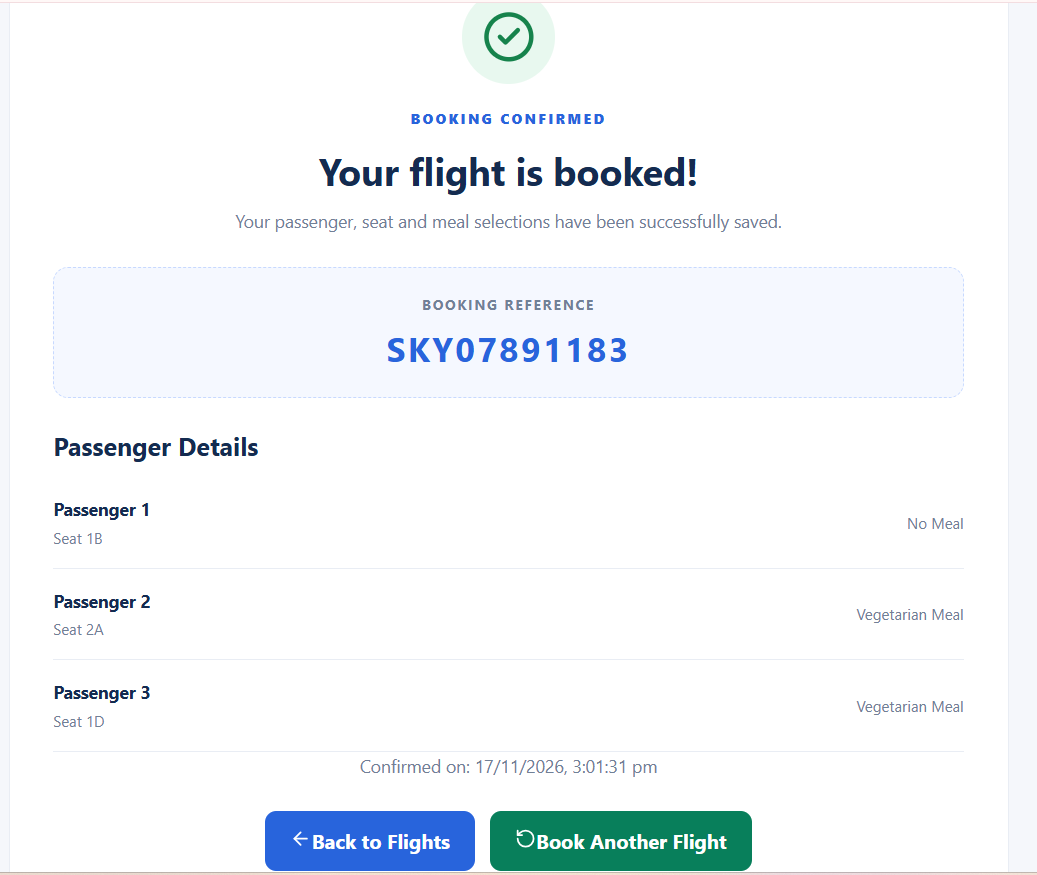 BOOKING CONFIRMED
Your flight is booked!
Your passenger, seat and meal selections have been successfully saved.
BOOKING REFERENCE
SKY07891183
Passenger Details
Passenger 1
Seat 1B
No Meal
Passenger 2
Seat 2A
Vegetarian Meal
Passenger 3
Seat 1D
Vegetarian Meal
Confirmed on: 17/11/2026, 3:01:31 pm
Back to Flights
Book Another Flight